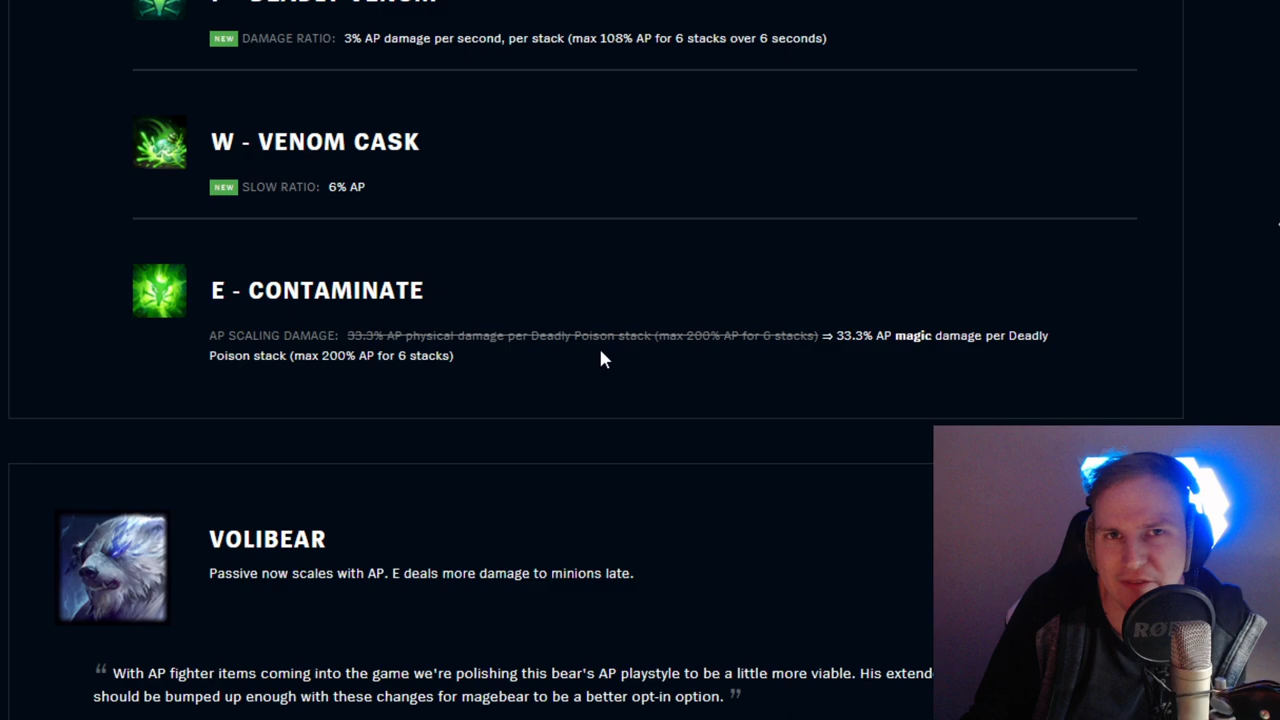 P - DEADLY VENOM
NEW DAMAGE RATIO: 3% AP damage per second, per stack (max 108% AP for 6 stacks over 6 seconds)
W - VENOM CASK
NEW SLOW RATIO: 6% AP
E - CONTAMINATE
AP SCALING DAMAGE: 33.3% AP physical damage per Deadly Poison stack (max 200% AP for 6 stacks) ⇒ 33.3% AP magic damage per Deadly
Poison stack (max 200% AP for 6 stacks)
VOLIBEAR
Passive now scales with AP. E deals more damage to minions late.
“ With AP fighter items coming into the game we're polishing this bear's AP playstyle to be a little more viable. His extend
should be bumped up enough with these changes for magebear to be a better opt-in option. ”
RØD